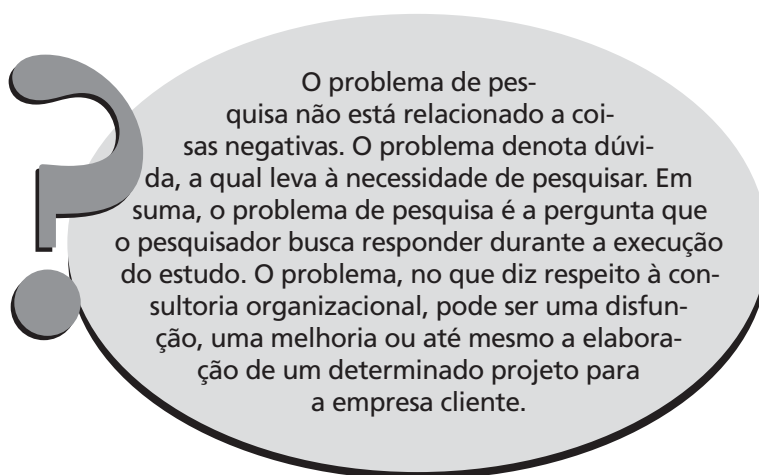 O problema de pes-
quisa não está relacionado a coi-
sas negativas. O problema denota dúvi-
da, a qual leva à necessidade de pesquisar. Em
suma, o problema de pesquisa é a pergunta que
o pesquisador busca responder durante a execução
do estudo. O problema, no que diz respeito à con-
sultoria organizacional, pode ser uma disfun-
ção, uma melhoria ou até mesmo a elabora-
ção de um determinado projeto para
a empresa cliente.